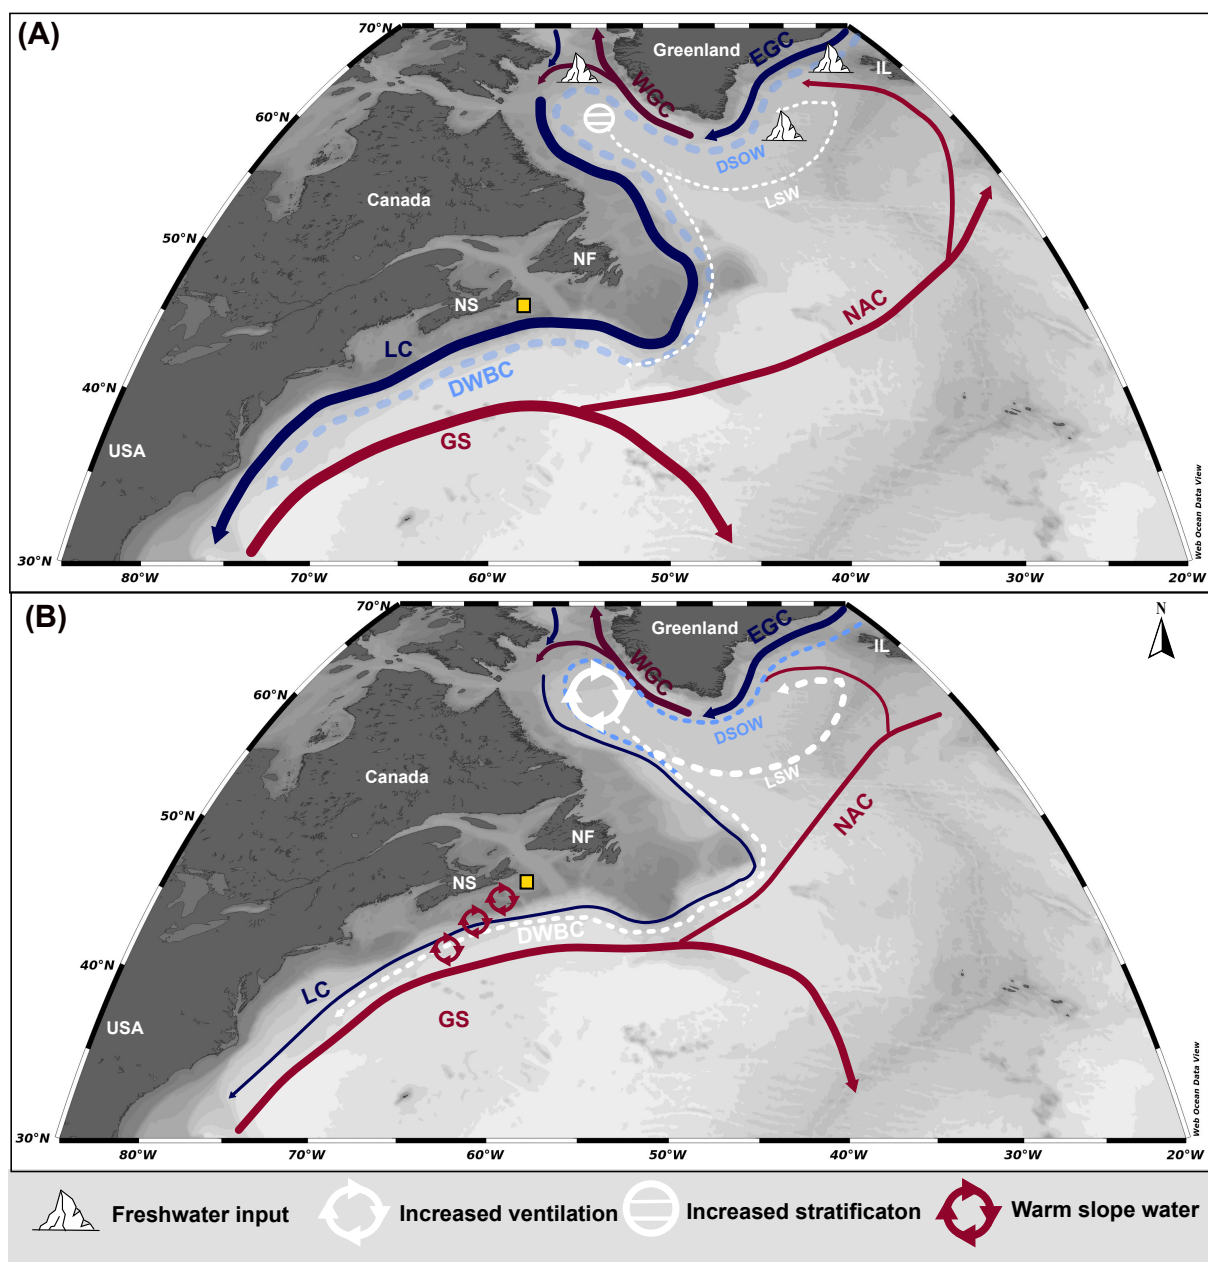 (A)
70°N
Greenland
EGC
IL
WGC
60°N
DSOW
LSW
Canada
50°N
NF
NS
NAC
LC
DWBC
40°N
GS
USA
30°N
80°W
70°W
60°W
50°W
40°W
30°W
20°W
Web Ocean Data View
(B)
70°N
N
Greenland
EGC
IL
WGC
60°N
DSOW
LSW
Canada
50°N
NF
NAC
NS
DWBC
40°N
LC
GS
USA
30°N
80°W
70°W
60°W
50°W
40°W
30°W
20°W
Web Ocean Data View
Freshwater input
Increased ventilation
Increased stratificaton
Warm slope water